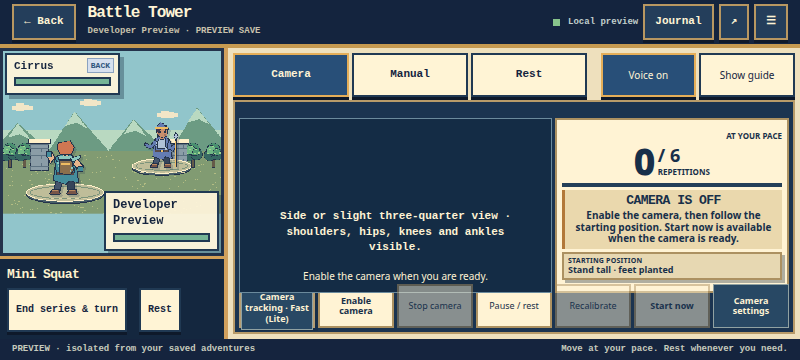 ← Back
Battle Tower
Developer Preview · PREVIEW SAVE
Local preview
Journal
↗
☰
Cirrus
BACK
Developer
Preview
Mini Squat
End series & turn
Rest
Camera
Manual
Rest
Voice on
Show guide
Side or slight three-quarter view ·
shoulders, hips, knees and ankles
visible.
Enable the camera when you are ready.
AT YOUR PACE
0 / 6
REPETITIONS
CAMERA IS OFF
Enable the camera, then follow the
starting position. Start now is available
when the camera is ready.
STARTING POSITION
Stand tall · feet planted
Camera
tracking · Fast
(Lite)
Enable
camera
Stop camera
Pause / rest
Recalibrate
Start now
Camera
settings
PREVIEW · isolated from your saved adventures
Move at your pace. Rest whenever you need.